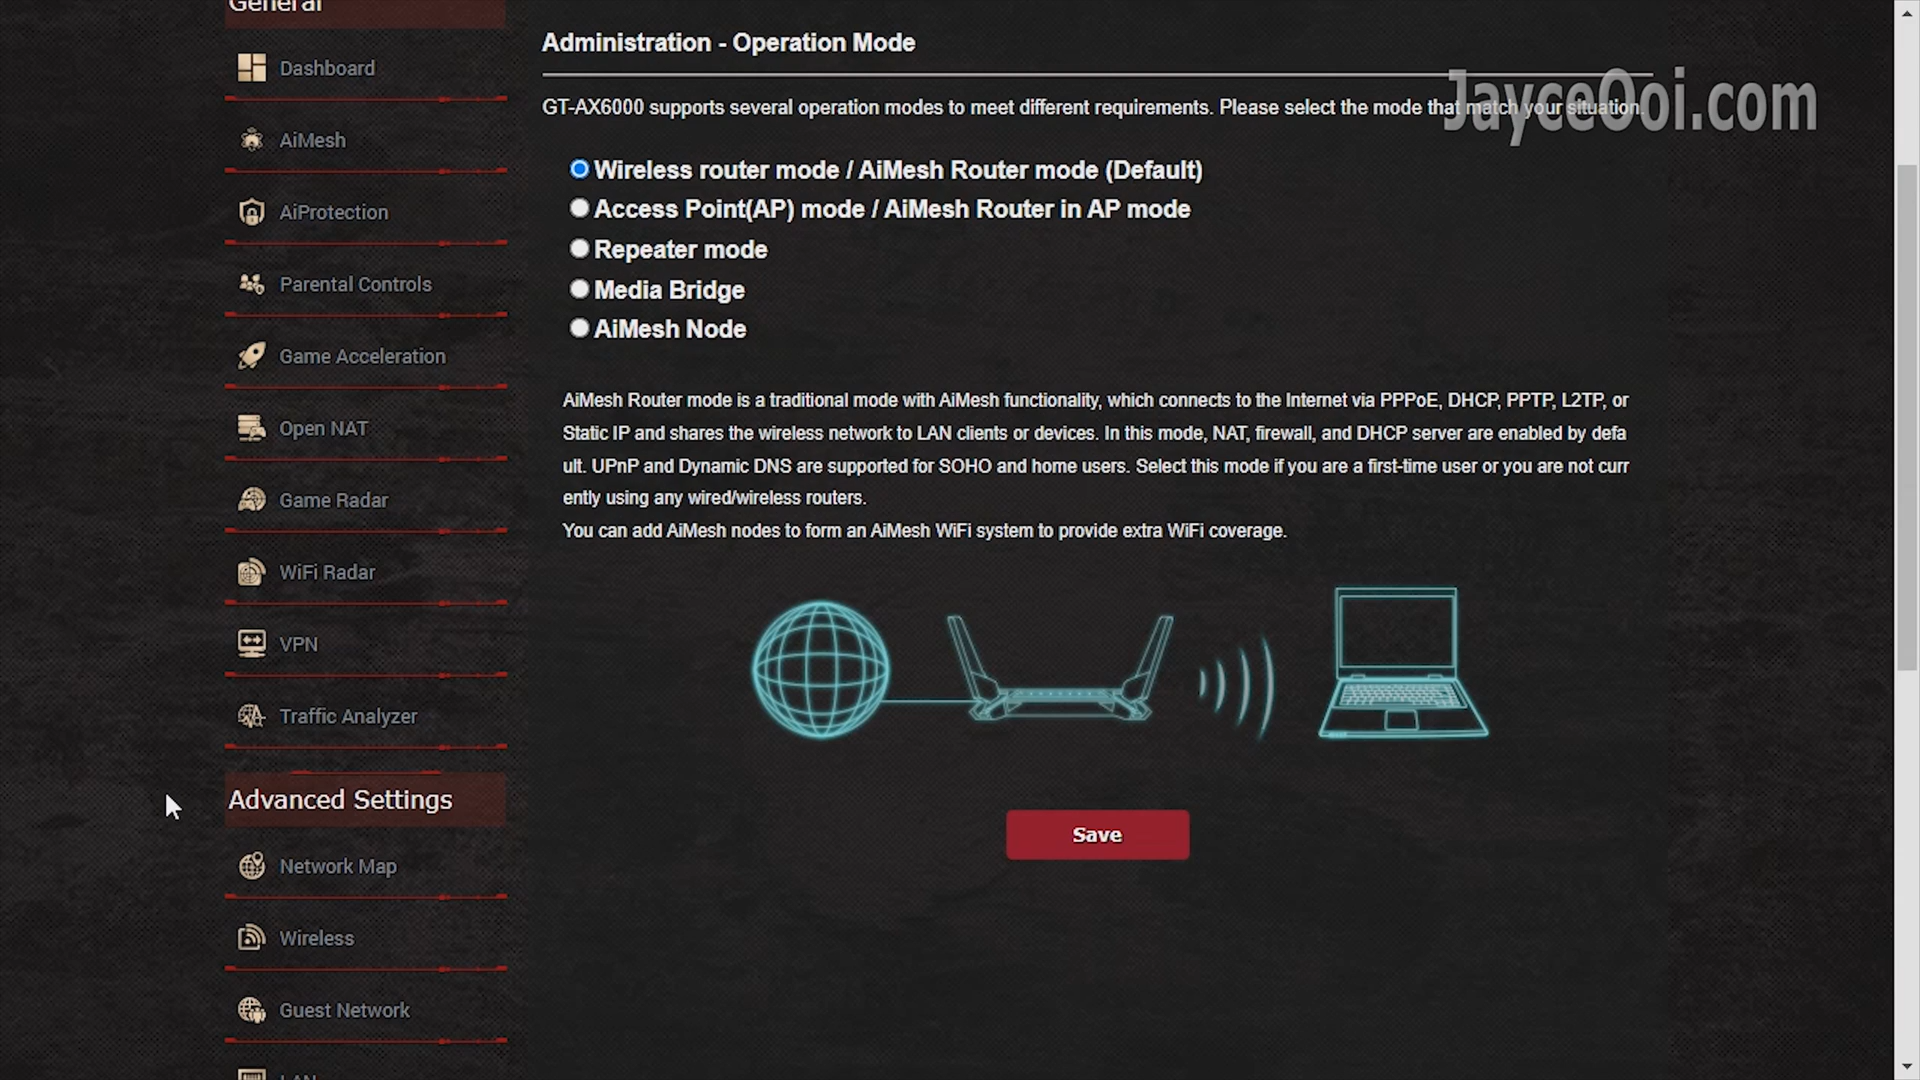 General
Dashboard
AiMesh
AiProtection
Parental Controls
Game Acceleration
Open NAT
Game Radar
WiFi Radar
VPN
Traffic Analyzer
Advanced Settings
Network Map
Wireless
Guest Network
LAN
Administration - Operation Mode
GT-AX6000 supports several operation modes to meet different requirements. Please select the mode that match your situation.
JayceOoi.com
Wireless router mode / AiMesh Router mode (Default)
Access Point(AP) mode / AiMesh Router in AP mode
Repeater mode
Media Bridge
AiMesh Node
AiMesh Router mode is a traditional mode with AiMesh functionality, which connects to the Internet via PPPoE, DHCP, PPTP, L2TP, or
Static IP and shares the wireless network to LAN clients or devices. In this mode, NAT, firewall, and DHCP server are enabled by defa
ult. UPnP and Dynamic DNS are supported for SOHO and home users. Select this mode if you are a first-time user or you are not curr
ently using any wired/wireless routers.
You can add AiMesh nodes to form an AiMesh WiFi system to provide extra WiFi coverage.
Save